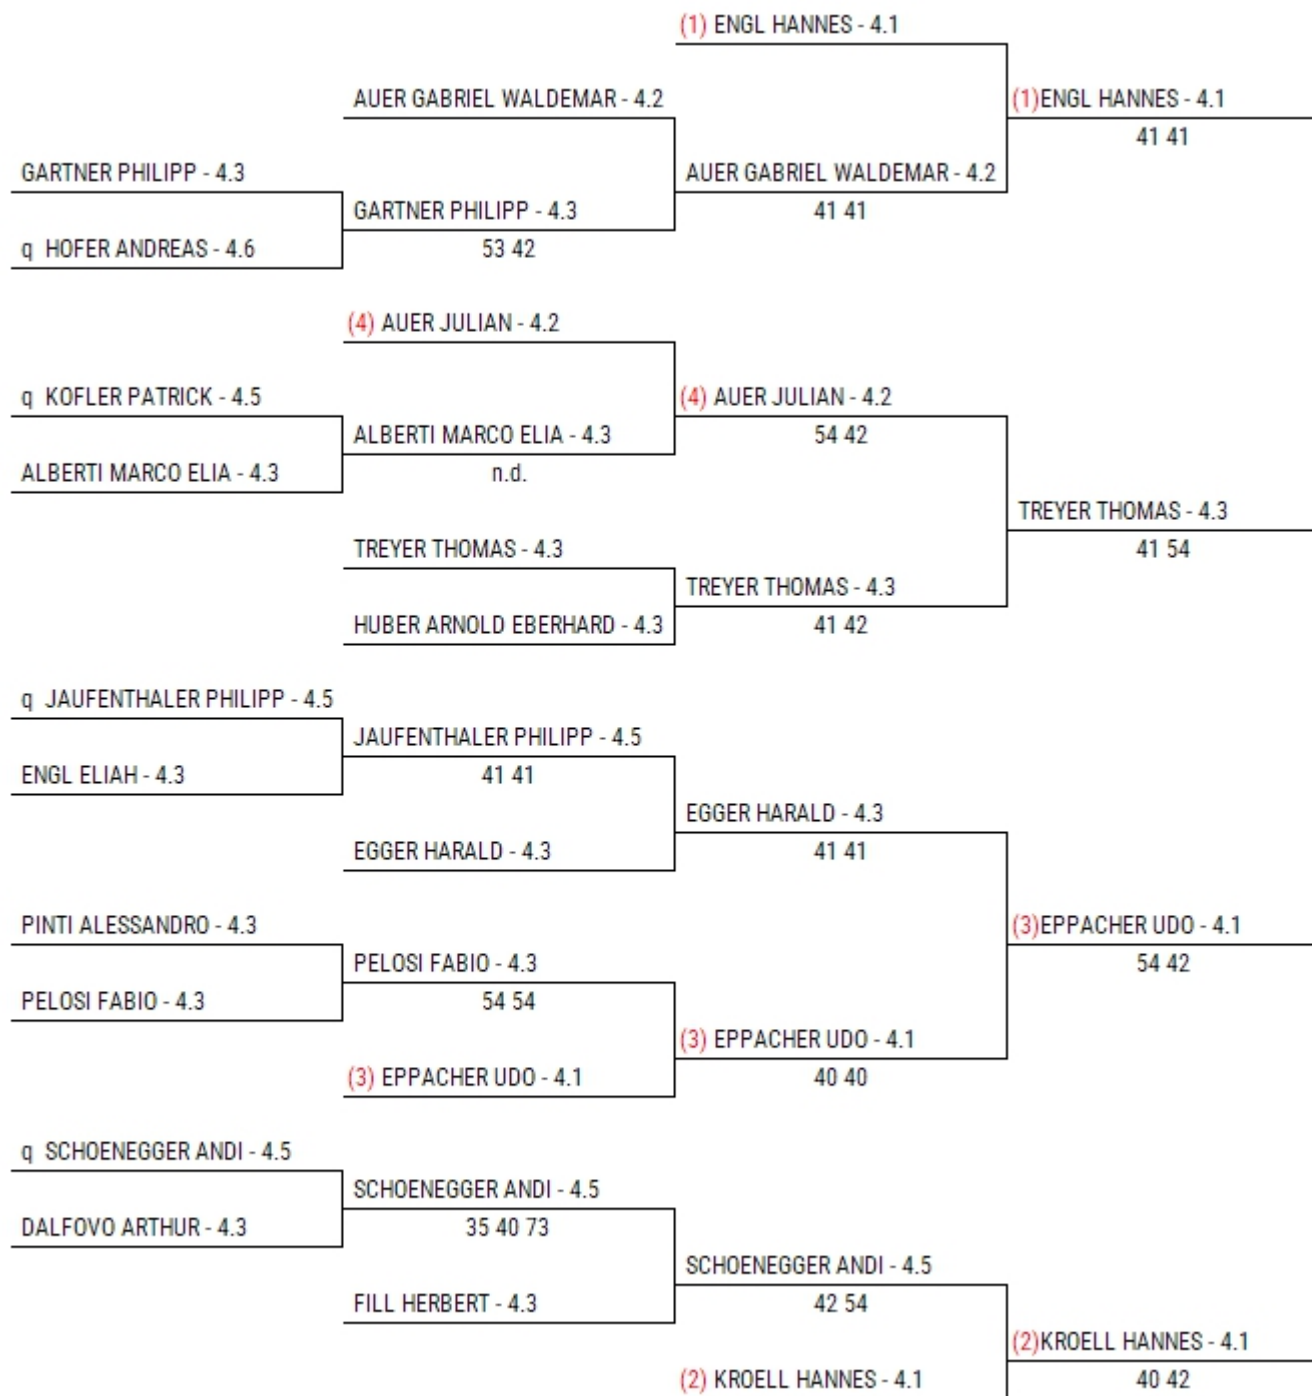 (1) ENGL HANNES - 4.1
AUER GABRIEL WALDEMAR - 4.2
(1)ENGL HANNES - 4.1
41 41
GARTNER PHILIPP - 4.3
AUER GABRIEL WALDEMAR - 4.2
GARTNER PHILIPP - 4.3
41 41
q HOFER ANDREAS - 4.6
53 42
(4) AUER JULIAN - 4.2
q KOFLER PATRICK - 4.5
(4) AUER JULIAN - 4.2
ALBERTI MARCO ELIA - 4.3
54 42
ALBERTI MARCO ELIA - 4.3
n.d.
TREYER THOMAS - 4.3
41 54
TREYER THOMAS - 4.3
TREYER THOMAS - 4.3
HUBER ARNOLD EBERHARD - 4.3
41 42
q JAUFENTHALER PHILIPP - 4.5
JAUFENTHALER PHILIPP - 4.5
ENGL ELIAH - 4.3
41 41
EGGER HARALD - 4.3
EGGER HARALD - 4.3
41 41
PINTI ALESSANDRO - 4.3
(3)EPPACHER UDO - 4.1
PELOSI FABIO - 4.3
54 42
PELOSI FABIO - 4.3
54 54
(3) EPPACHER UDO - 4.1
(3) EPPACHER UDO - 4.1
40 40
q SCHOENEGGER ANDI - 4.5
SCHOENEGGER ANDI - 4.5
DALFOVO ARTHUR - 4.3
35 40 73
SCHOENEGGER ANDI - 4.5
FILL HERBERT - 4.3
42 54
(2)KROELL HANNES - 4.1
(2) KROELL HANNES - 4.1
40 42